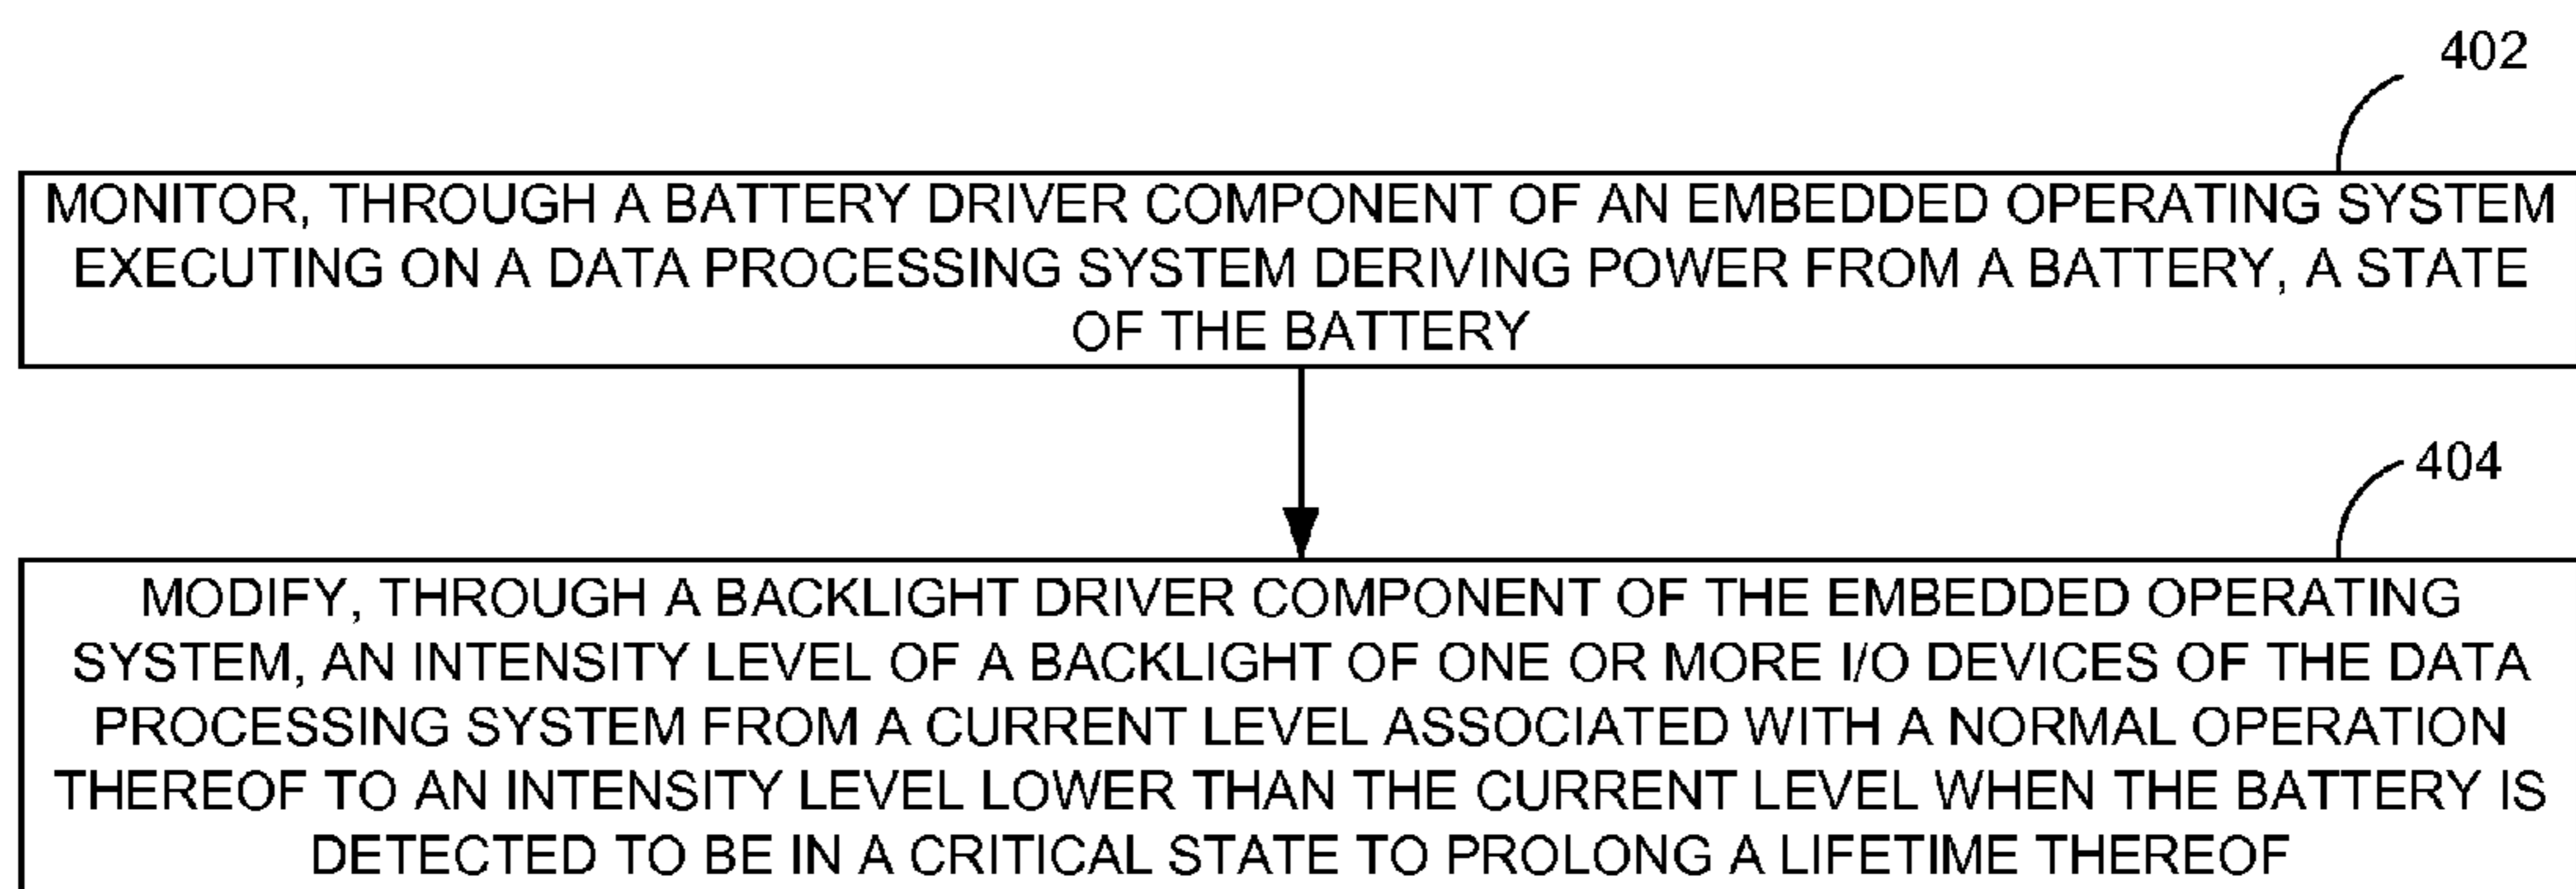 402
MONITOR, THROUGH A BATTERY DRIVER COMPONENT OF AN EMBEDDED OPERATING SYSTEM
EXECUTING ON A DATA PROCESSING SYSTEM DERIVING POWER FROM A BATTERY, A STATE
OF THE BATTERY
404
MODIFY, THROUGH A BACKLIGHT DRIVER COMPONENT OF THE EMBEDDED OPERATING
SYSTEM, AN INTENSITY LEVEL OF A BACKLIGHT OF ONE OR MORE I/O DEVICES OF THE DATA
PROCESSING SYSTEM FROM A CURRENT LEVEL ASSOCIATED WITH A NORMAL OPERATION
THEREOF TO AN INTENSITY LEVEL LOWER THAN THE CURRENT LEVEL WHEN THE BATTERY IS
DETECTED TO BE IN A CRITICAL STATE TO PROLONG A LIFETIME THEREOF